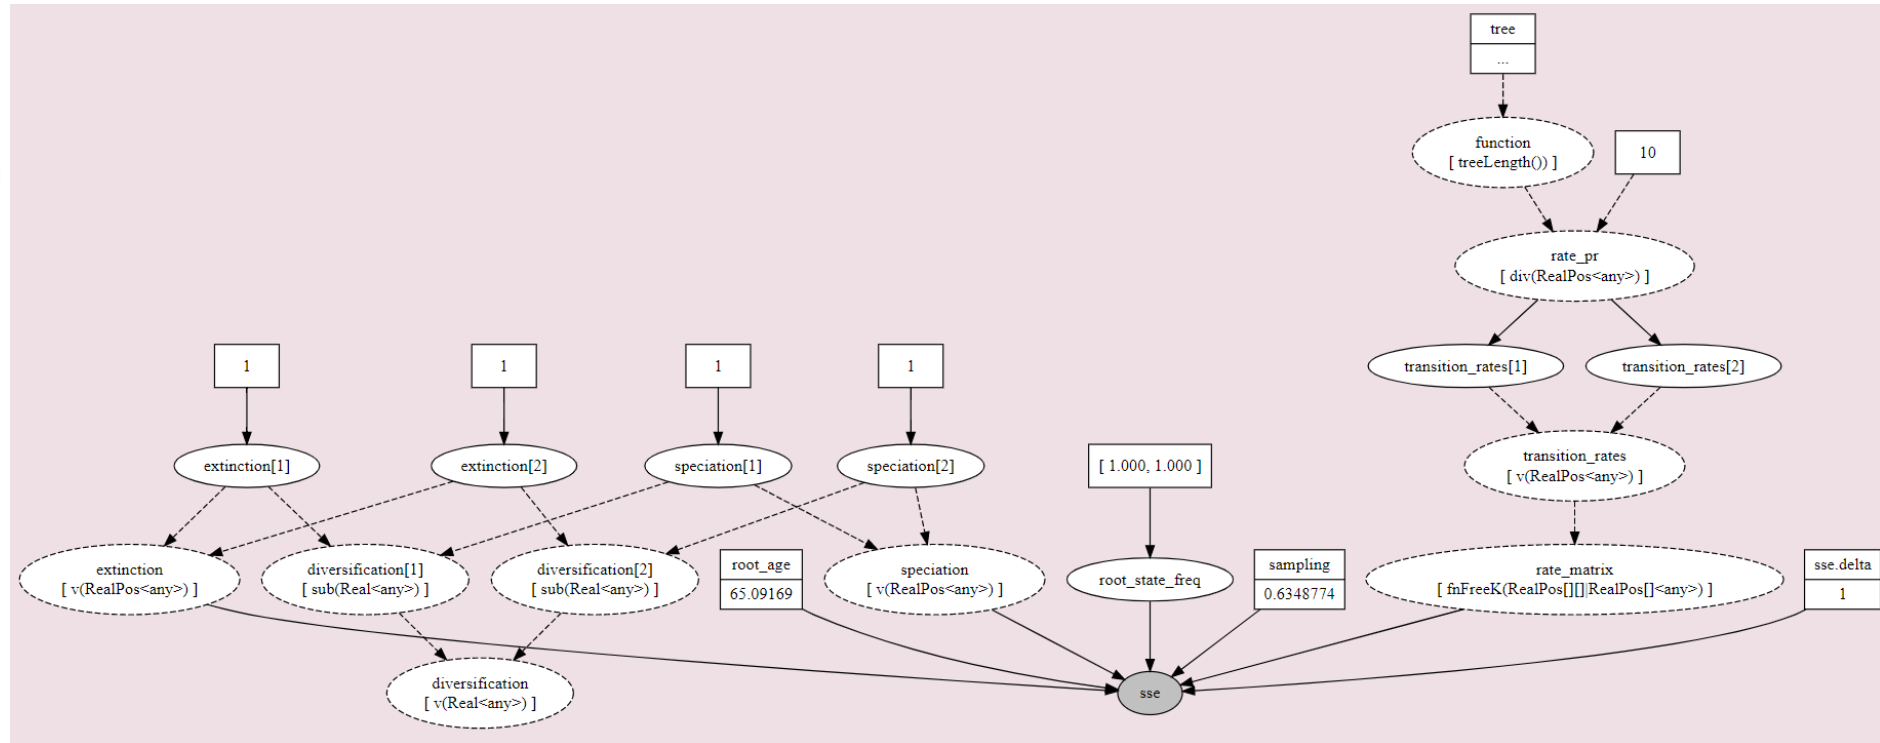 tree
...
function
[ treeLength()) ]
10
rate_pr
[ div(RealPos<any>) ]
1
1
1
1
transition_rates[1]
transition_rates[2]
extinction[1]
extinction[2]
speciation[1]
speciation[2]
[ 1.000, 1.000 ]
transition_rates
[ v(RealPos<any>) ]
extinction
[ v(RealPos<any>) ]
diversification[1]
[ sub(Real<any>) ]
diversification[2]
[ sub(Real<any>) ]
root_age
65.09169
speciation
[ v(RealPos<any>) ]
root_state_freq
sampling
0.6348774
rate_matrix
[ fnFreeK(RealPos[][]|RealPos[]<any>) ]
sse.delta
1
diversification
[ v(Real<any>) ]
sse